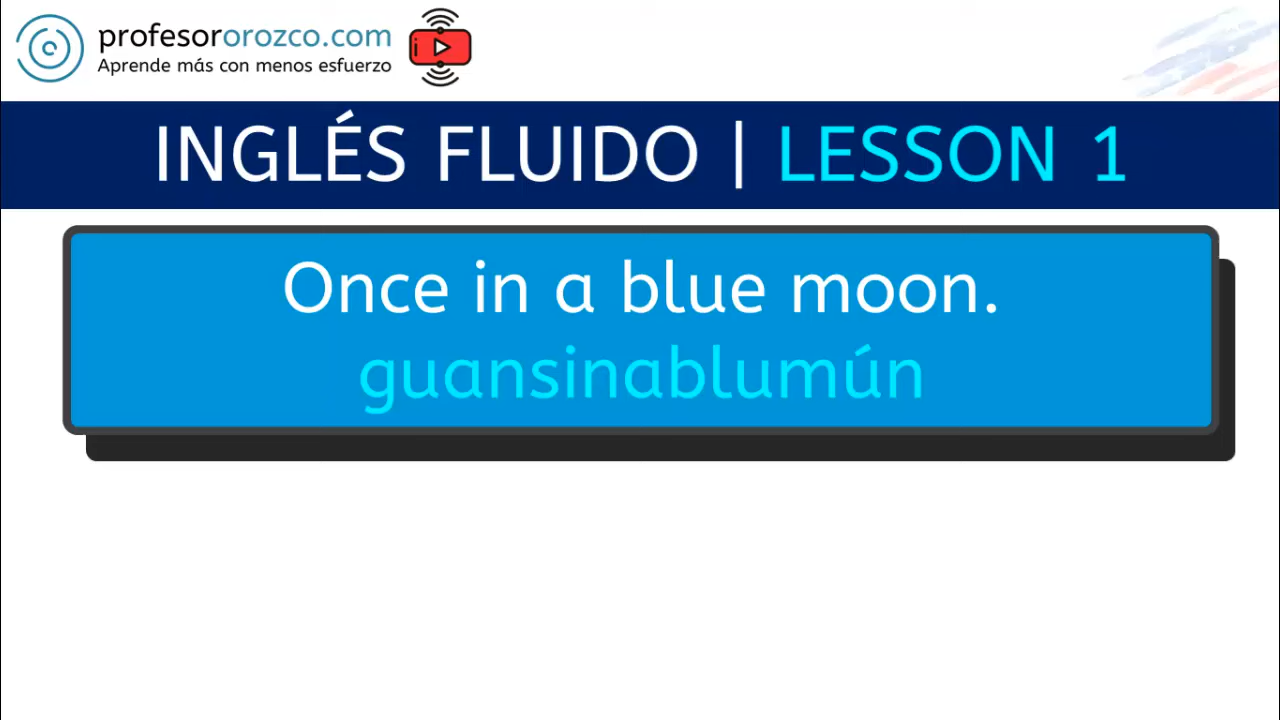 profesororozco.com
Aprende más con menos esfuerzo
INGLÉS FLUIDO | LESSON 1
Once in a blue moon.
guansinablumún